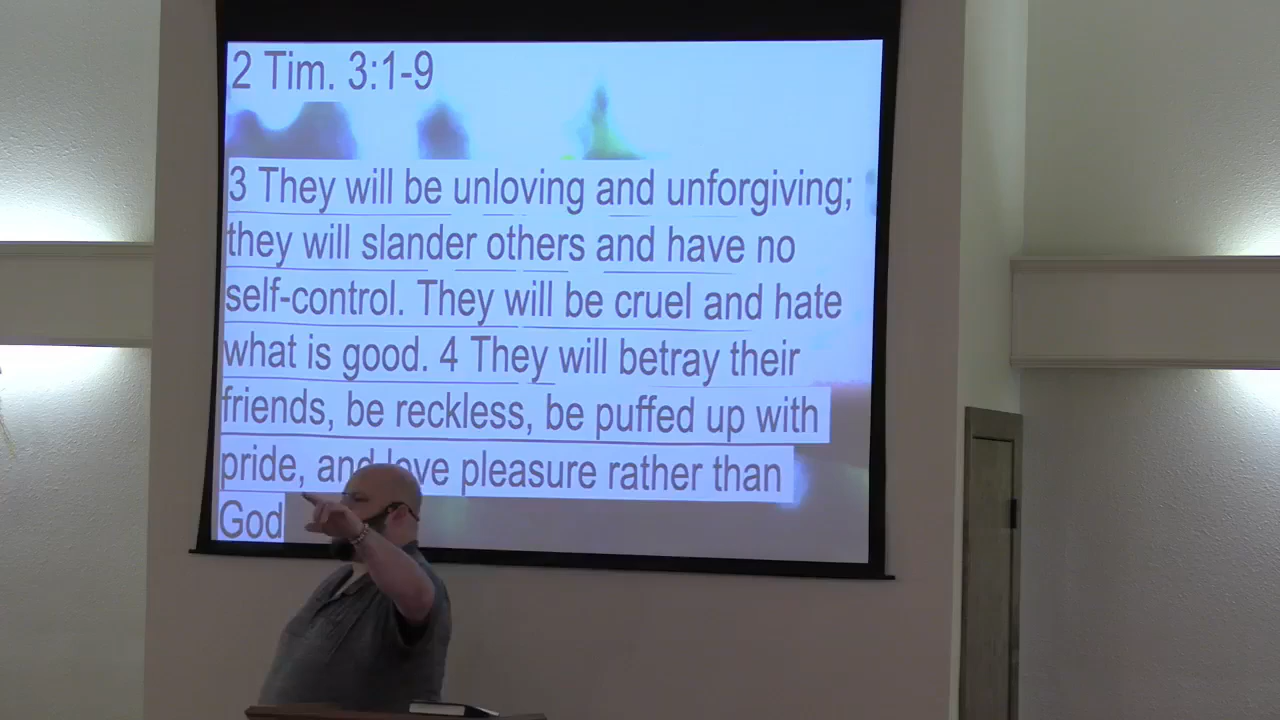 2 Tim. 3:1-9
3 They will be unloving and unforgiving;
they will slander others and have no
self-control. They will be cruel and hate
what is good. 4 They will betray their
friends, be reckless, be puffed up with
pride, and love pleasure rather than
God